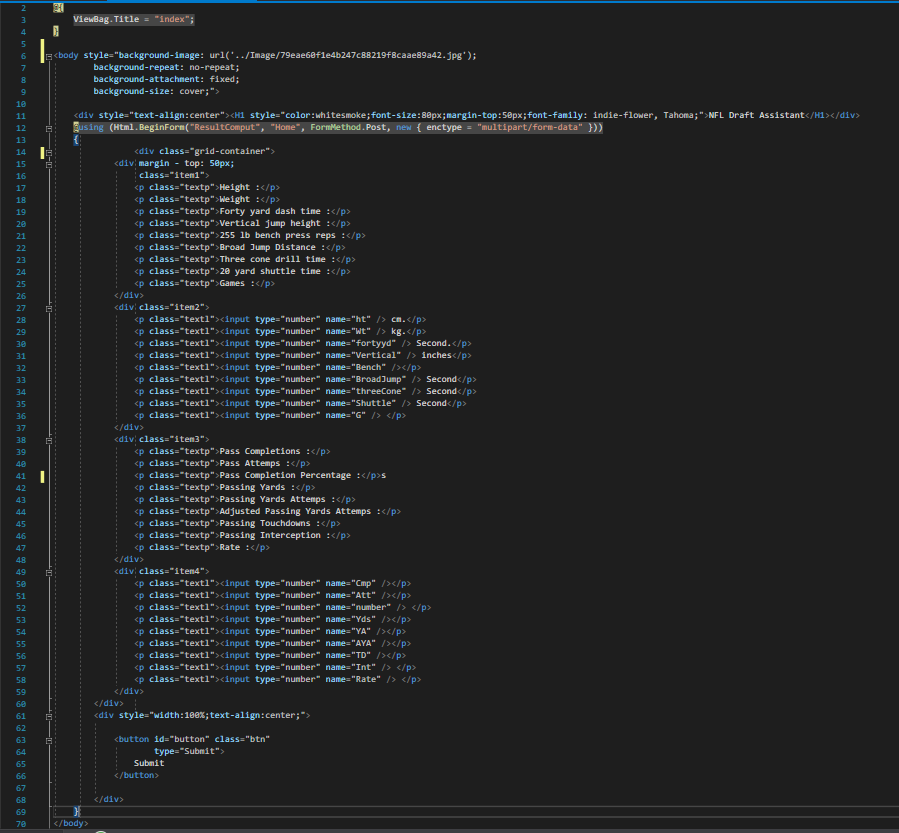 2 @{
3 ViewBag.Title = "index";
4 }
5
6 <body style="background-image: url('../Image/79eae60f1e4b247c88219f8caae89a42.jpg');
7 background-repeat: no-repeat;
8 background-attachment: fixed;
9 background-size: cover;">
10
11 <div style="text-align:center"><H1 style="color:whitesmoke;font-size:80px;margin-top:50px;font-family: indie-flower, Tahoma;">NFL Draft Assistant</H1></div>
12 @using (Html.BeginForm("ResultComput", "Home", FormMethod.Post, new { enctype = "multipart/form-data" }))
13 {
14 <div class="grid-container">
15 <div margin - top: 50px;
16 class="item1">
17 <p class="textp">Height :</p>
18 <p class="textp">Weight :</p>
19 <p class="textp">Forty yard dash time :</p>
20 <p class="textp">Vertical jump height :</p>
21 <p class="textp">255 lb bench press reps :</p>
22 <p class="textp">Broad Jump Distance :</p>
23 <p class="textp">Three cone drill time :</p>
24 <p class="textp">20 yard shuttle time :</p>
25 <p class="textp">Games :</p>
26 </div>
27 <div class="item2">
28 <p class="textl"><input type="number" name="ht" /> cm.</p>
29 <p class="textl"><input type="number" name="Wt" /> kg.</p>
30 <p class="textl"><input type="number" name="fortyyd" /> Second.</p>
31 <p class="textl"><input type="number" name="Vertical" /> inches</p>
32 <p class="textl"><input type="number" name="Bench" /></p>
33 <p class="textl"><input type="number" name="BroadJump" /> Second</p>
34 <p class="textl"><input type="number" name="threeCone" /> Second</p>
35 <p class="textl"><input type="number" name="Shuttle" /> Second</p>
36 <p class="textl"><input type="number" name="G" /> </p>
37 </div>
38 <div class="item3">
39 <p class="textp">Pass Completions :</p>
40 <p class="textp">Pass Attemps :</p>
41 <p class="textp">Pass Completion Percentage :</p>s
42 <p class="textp">Passing Yards :</p>
43 <p class="textp">Passing Yards Attemps :</p>
44 <p class="textp">Adjusted Passing Yards Attemps :</p>
45 <p class="textp">Passing Touchdowns :</p>
46 <p class="textp">Passing Interception :</p>
47 <p class="textp">Rate :</p>
48 </div>
49 <div class="item4">
50 <p class="textl"><input type="number" name="Cmp" /></p>
51 <p class="textl"><input type="number" name="Att" /></p>
52 <p class="textl"><input type="number" name="number" /> </p>
53 <p class="textl"><input type="number" name="Yds" /></p>
54 <p class="textl"><input type="number" name="YA" /></p>
55 <p class="textl"><input type="number" name="AYA" /></p>
56 <p class="textl"><input type="number" name="TD" /></p>
57 <p class="textl"><input type="number" name="Int" /> </p>
58 <p class="textl"><input type="number" name="Rate" /> </p>
59 </div>
60 </div>
61 <div style="width:100%;text-align:center;">
62
63 <button id="button" class="btn"
64 type="Submit">
65 Submit
66 </button>
67
68 </div>
69 }
70 </body>